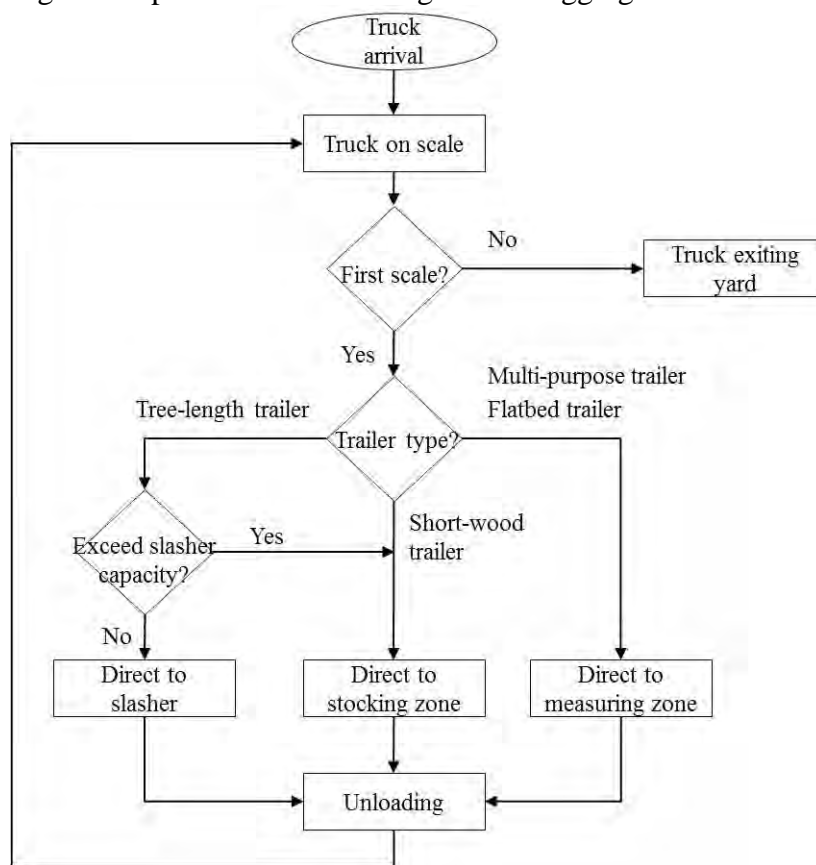 Truck
arrival
Truck on scale
First scale?
No
Truck exiting
yard
Yes
Multi-purpose trailer
Flatbed trailer
Tree-length trailer
Trailer type?
Short-wood
trailer
Exceed slasher
capacity?
Yes
No
Direct to
slasher
Direct to
stocking zone
Direct to
measuring zone
Unloading